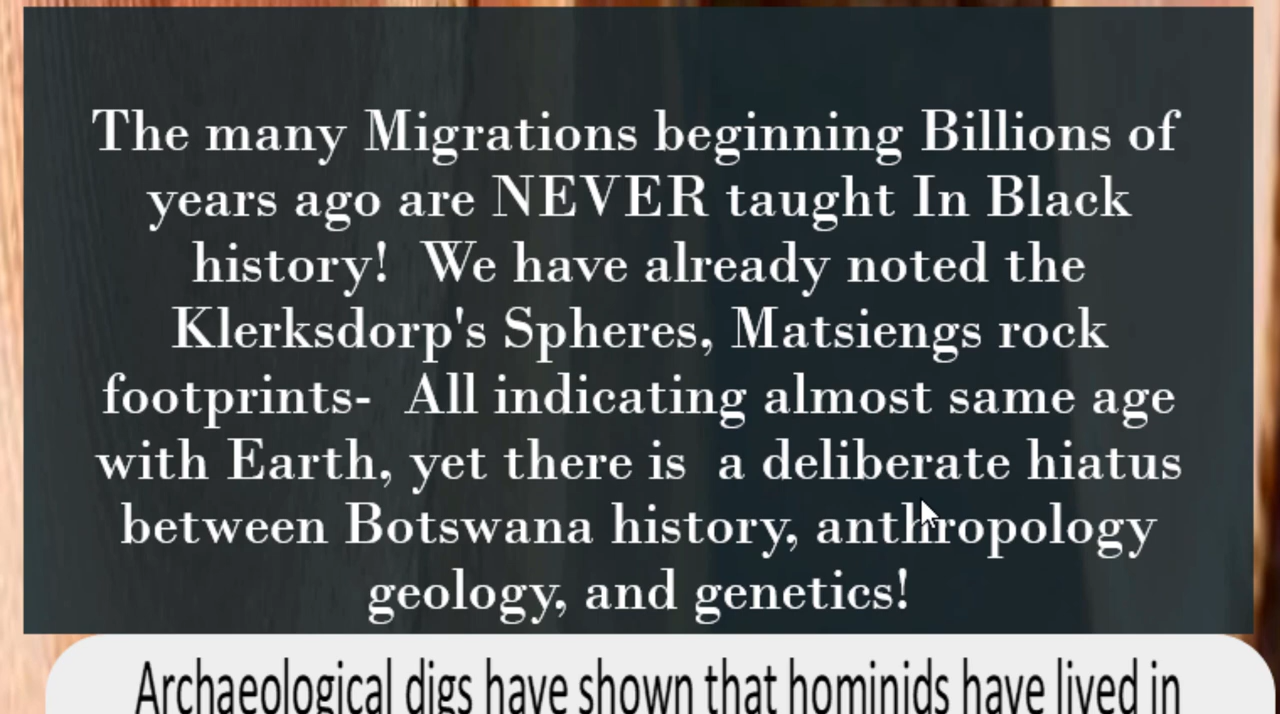 The many Migrations beginning Billions of
years ago are NEVER taught In Black
history!  We have already noted the
Klerksdorp's Spheres, Matsiengs rock
footprints-  All indicating almost same age
with Earth, yet there is  a deliberate hiatus
between Botswana history, anthropology
geology, and genetics!
Archaeological digs have shown that hominids have lived in